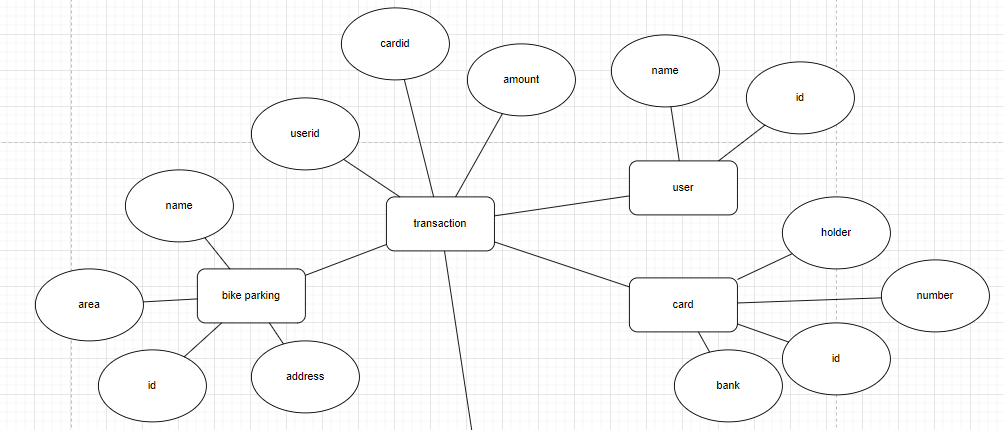 cardid
name
amount
id
userid
user
name
transaction
holder
bike parking
number
area
card
id
address
bank
id